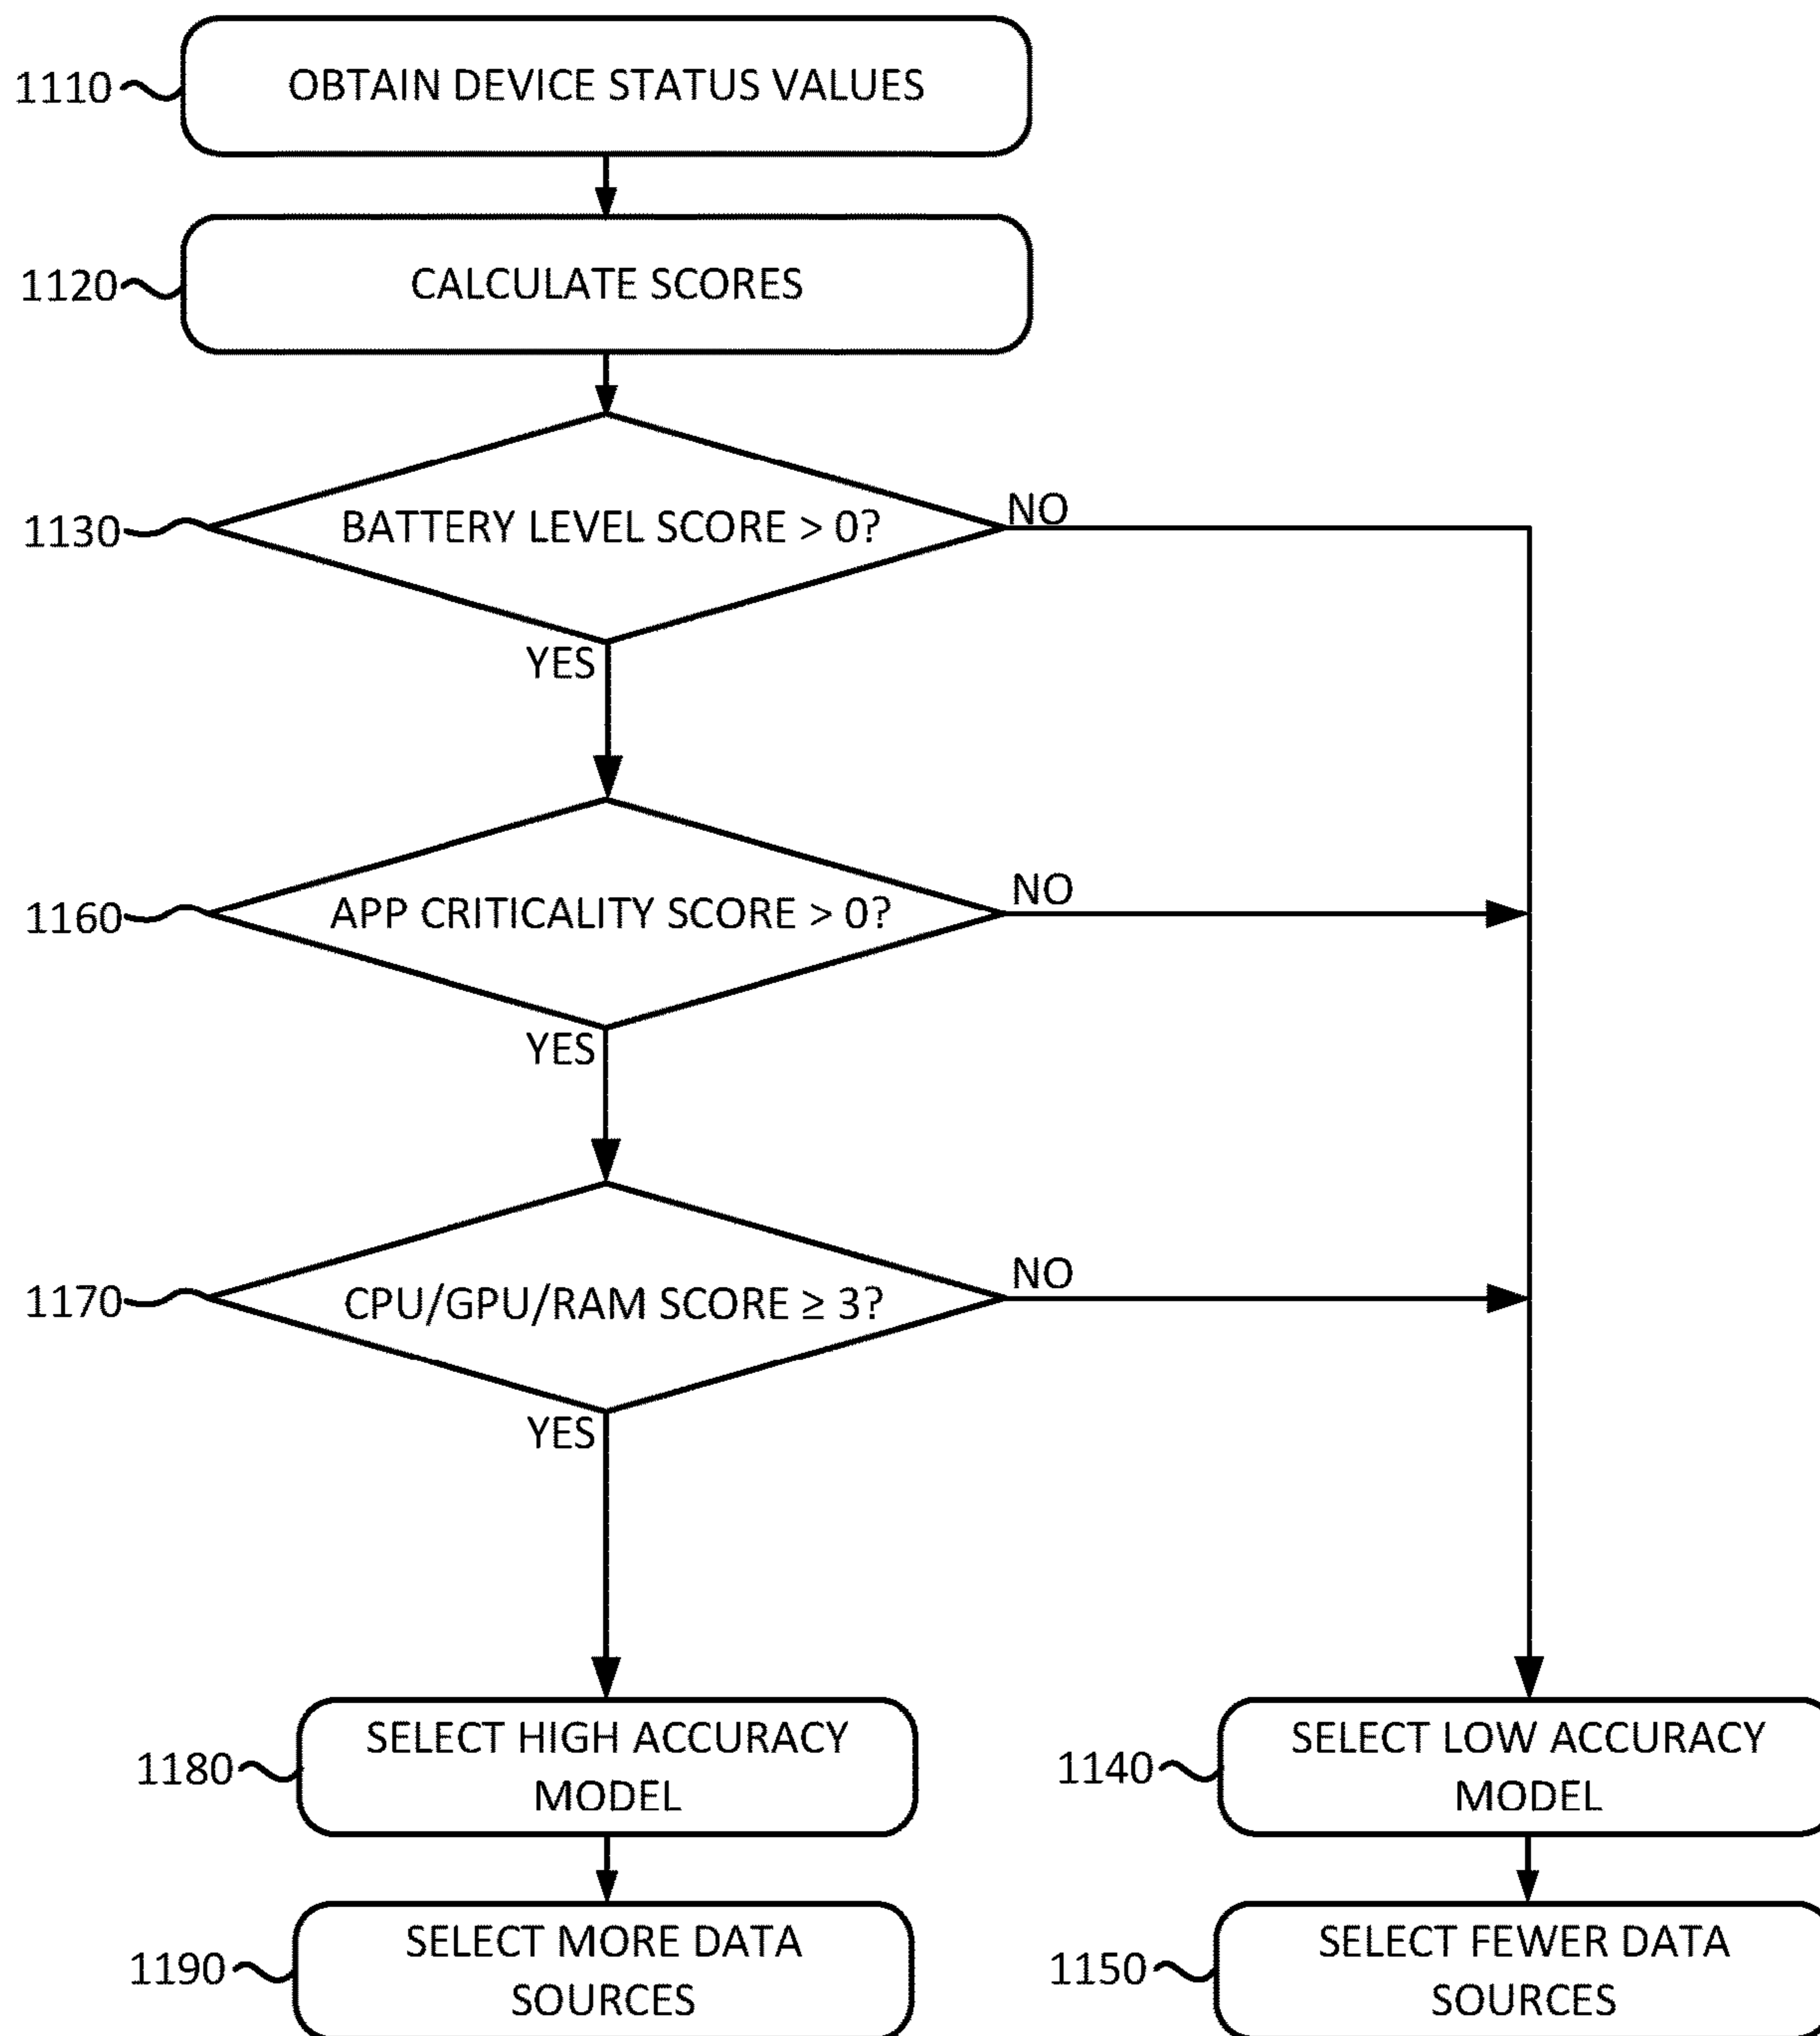 1110
OBTAIN DEVICE STATUS VALUES
1120
CALCULATE SCORES
1130
BATTERY LEVEL SCORE > 0?
NO
YES
1160
APP CRITICALITY SCORE > 0?
NO
YES
1170
CPU/GPU/RAM SCORE ≥ 3?
NO
YES
1180
SELECT HIGH ACCURACY
MODEL
1140
SELECT LOW ACCURACY
MODEL
1190
SELECT MORE DATA
SOURCES
1150
SELECT FEWER DATA
SOURCES